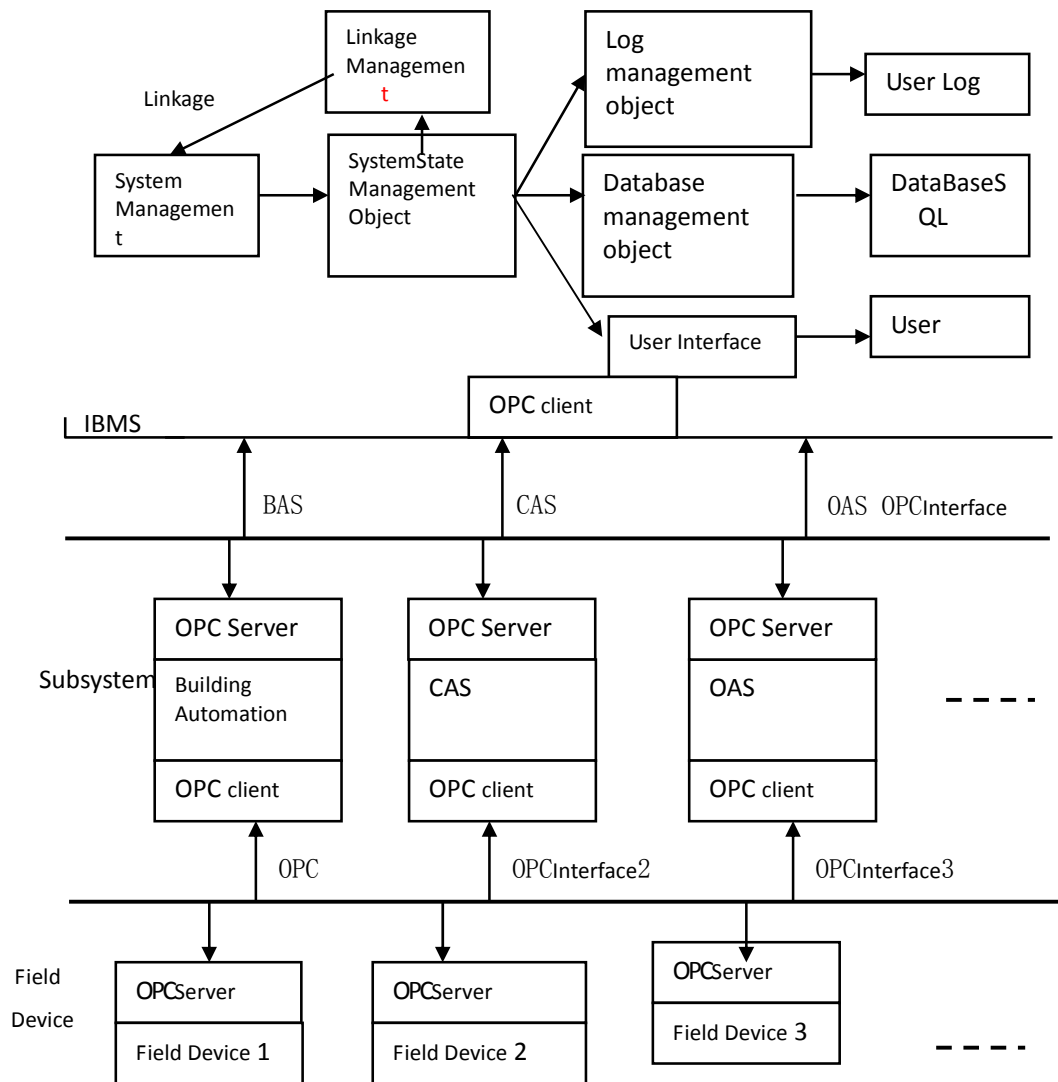 Linkage
Managemen
t
Log
management
object
User Log
Linkage
System
Managemen
t
SystemState
Management
Object
Database
management
object
DataBaseS
QL
User Interface
User
OPC client
IBMS
BAS
CAS
OAS OPCInterface
OPC Server
OPC Server
OPC Server
Subsystem
Building
Automation
CAS
OAS
OPC client
OPC client
OPC client
OPC
OPCInterface2
OPCInterface3
Field
Device
OPCServer
OPCServer
OPCServer
Field Device 1
Field Device 2
Field Device 3